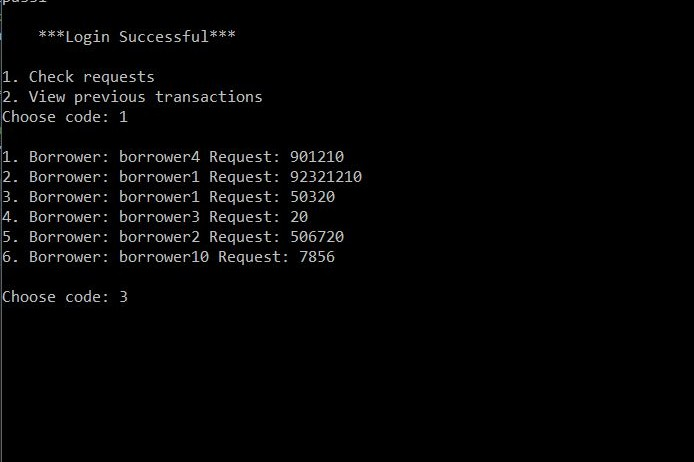 ***Login Successful***
1. Check requests
2. View previous transactions
Choose code: 1
1. Borrower: borrower4 Request: 901210
2. Borrower: borrower1 Request: 92321210
3. Borrower: borrower1 Request: 50320
4. Borrower: borrower3 Request: 20
5. Borrower: borrower2 Request: 506720
6. Borrower: borrower10 Request: 7856
Choose code: 3